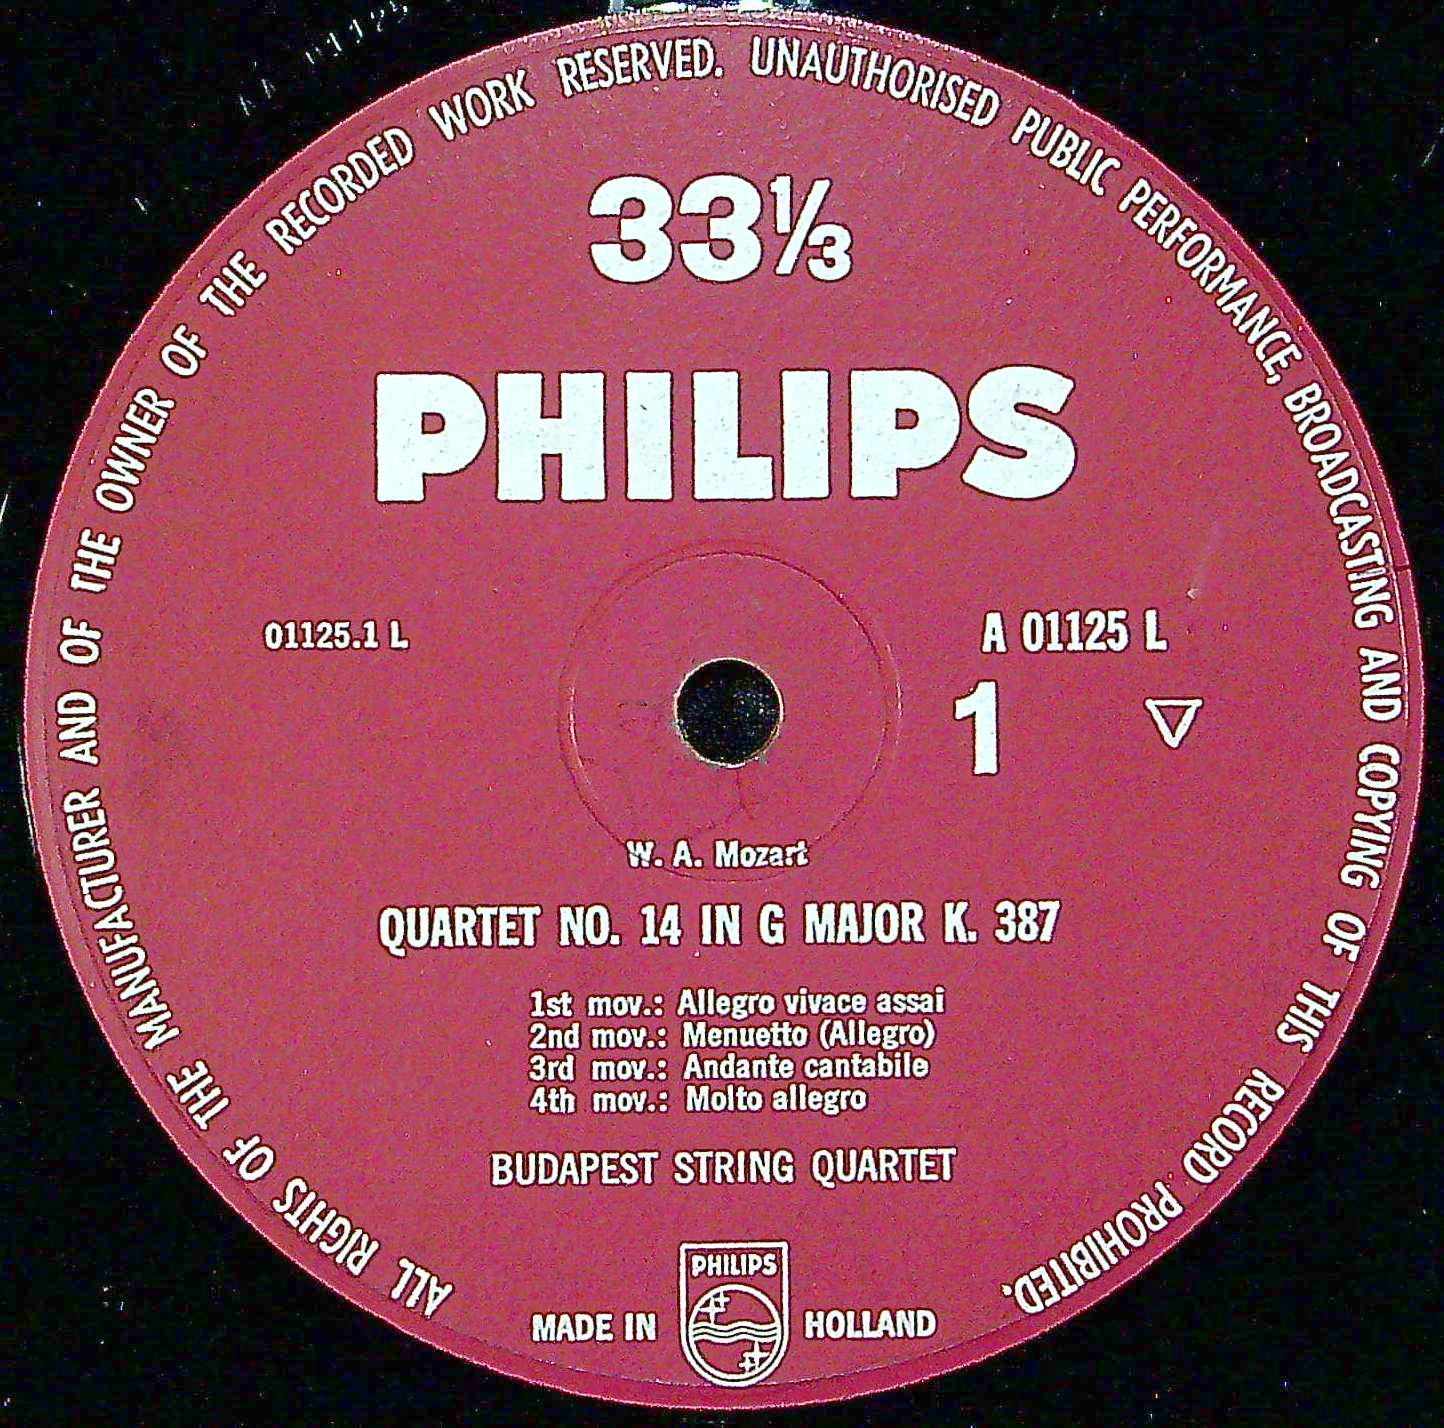 ALL RIGHTS OF THE MANUFACTURER AND OF THE OWNER OF THE RECORDED WORK RESERVED. UNAUTHORISED PUBLIC PERFORMANCE, BROADCASTING AND COPYING OF THIS RECORD PROHIBITED.
33⅓
PHILIPS
01125.1 L
A 01125 L
1
W. A. Mozart
QUARTET NO. 14 IN G MAJOR K. 387
1st mov.: Allegro vivace assai
2nd mov.: Menuetto (Allegro)
3rd mov.: Andante cantabile
4th mov.: Molto allegro
BUDAPEST STRING QUARTET
PHILIPS
MADE IN HOLLAND